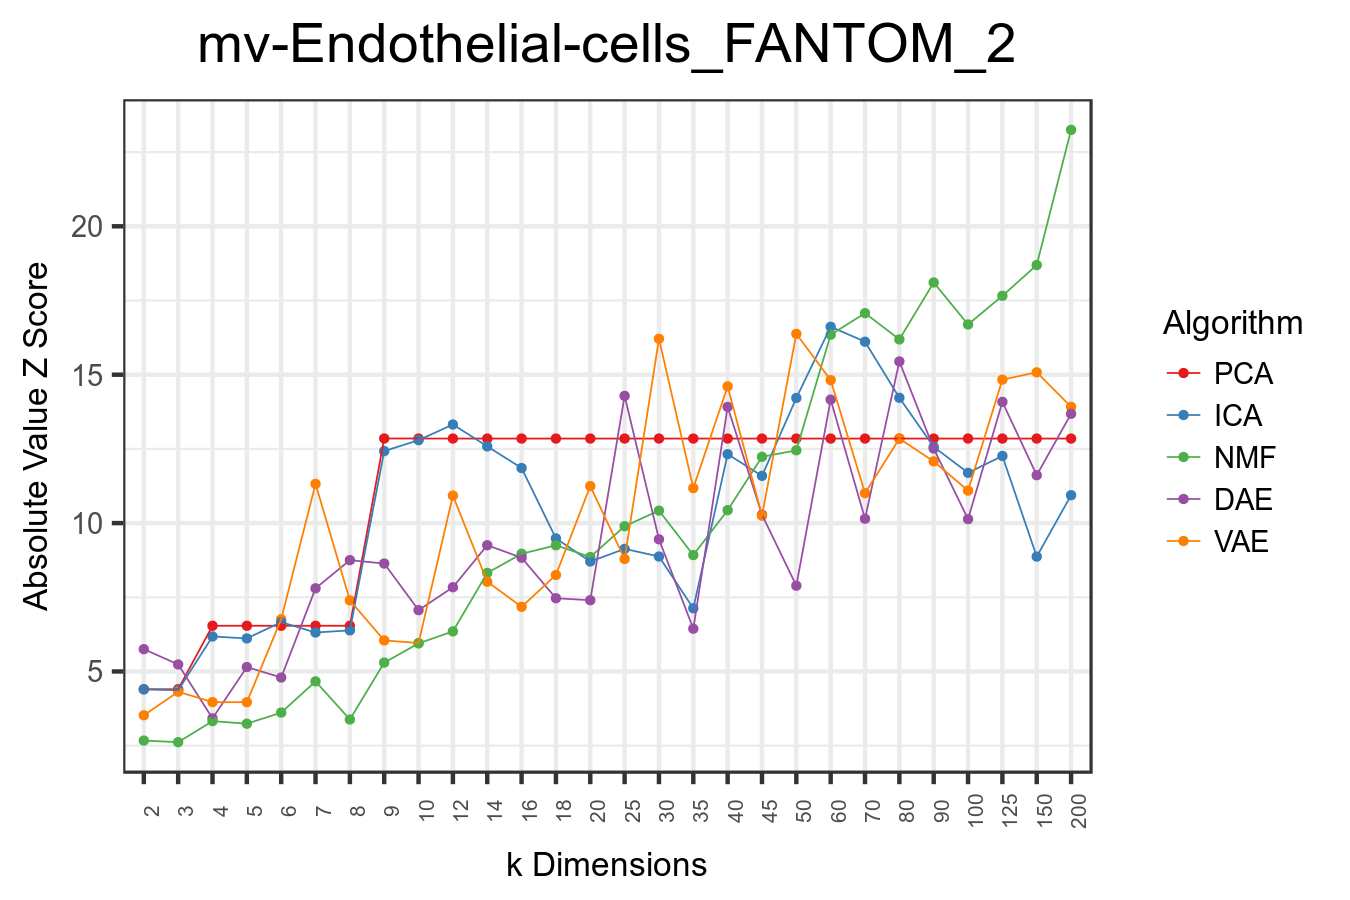 mv-Endothelial-cells_FANTOM_2
Absolute Value Z Score
20
15
10
5
2 3 4 5 6 7 8 9 10 12 14 16 18 20 25 30 35 40 45 50 60 70 80 90 100 125 150 200
k Dimensions
Algorithm
PCA
ICA
NMF
DAE
VAE